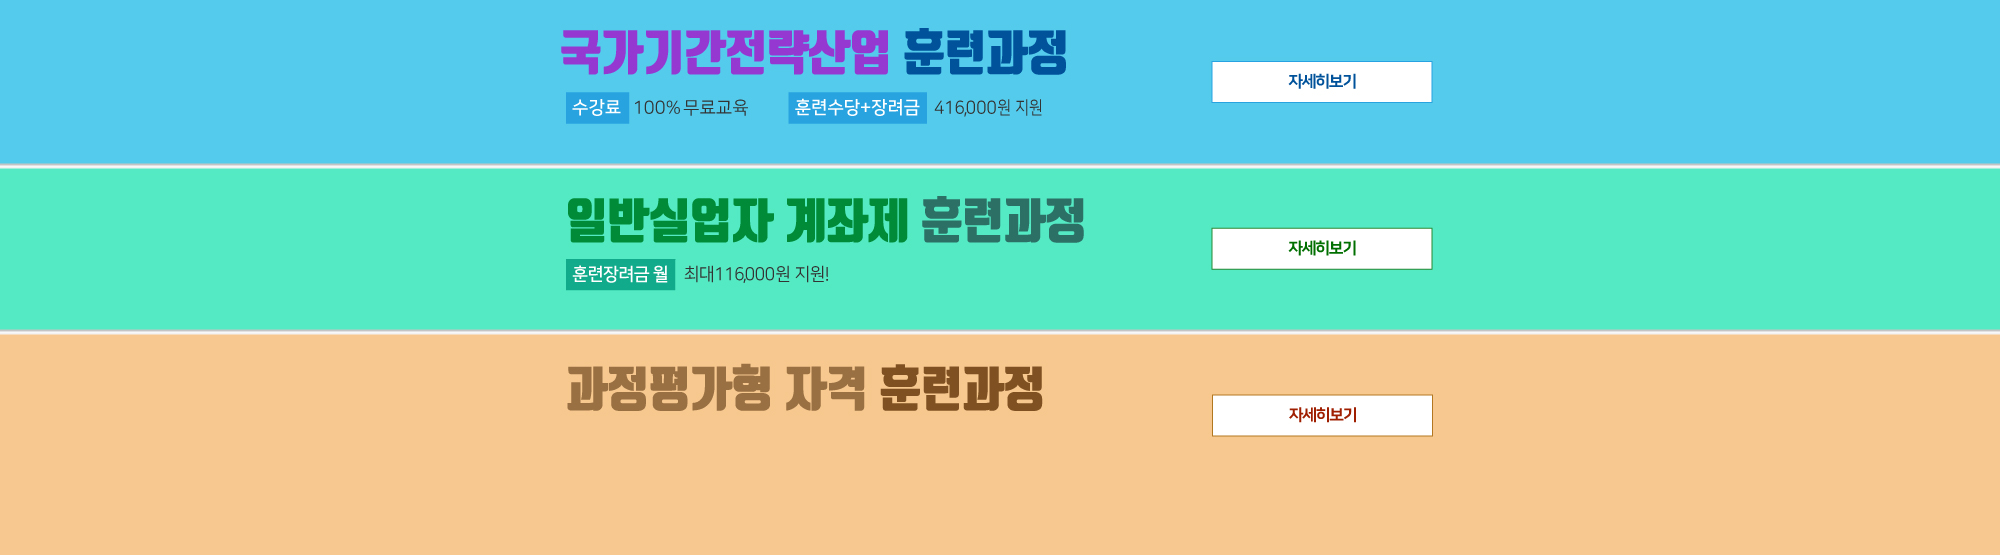 국가기간전략산업 훈련과정
자세히보기
수강료 100% 무료교육 훈련수당+장려금 416,000원 지원
일반실업자 계좌제 훈련과정
자세히보기
훈련장려금 월 최대116,000원 지원!
과정평가형 자격 훈련과정
자세히보기